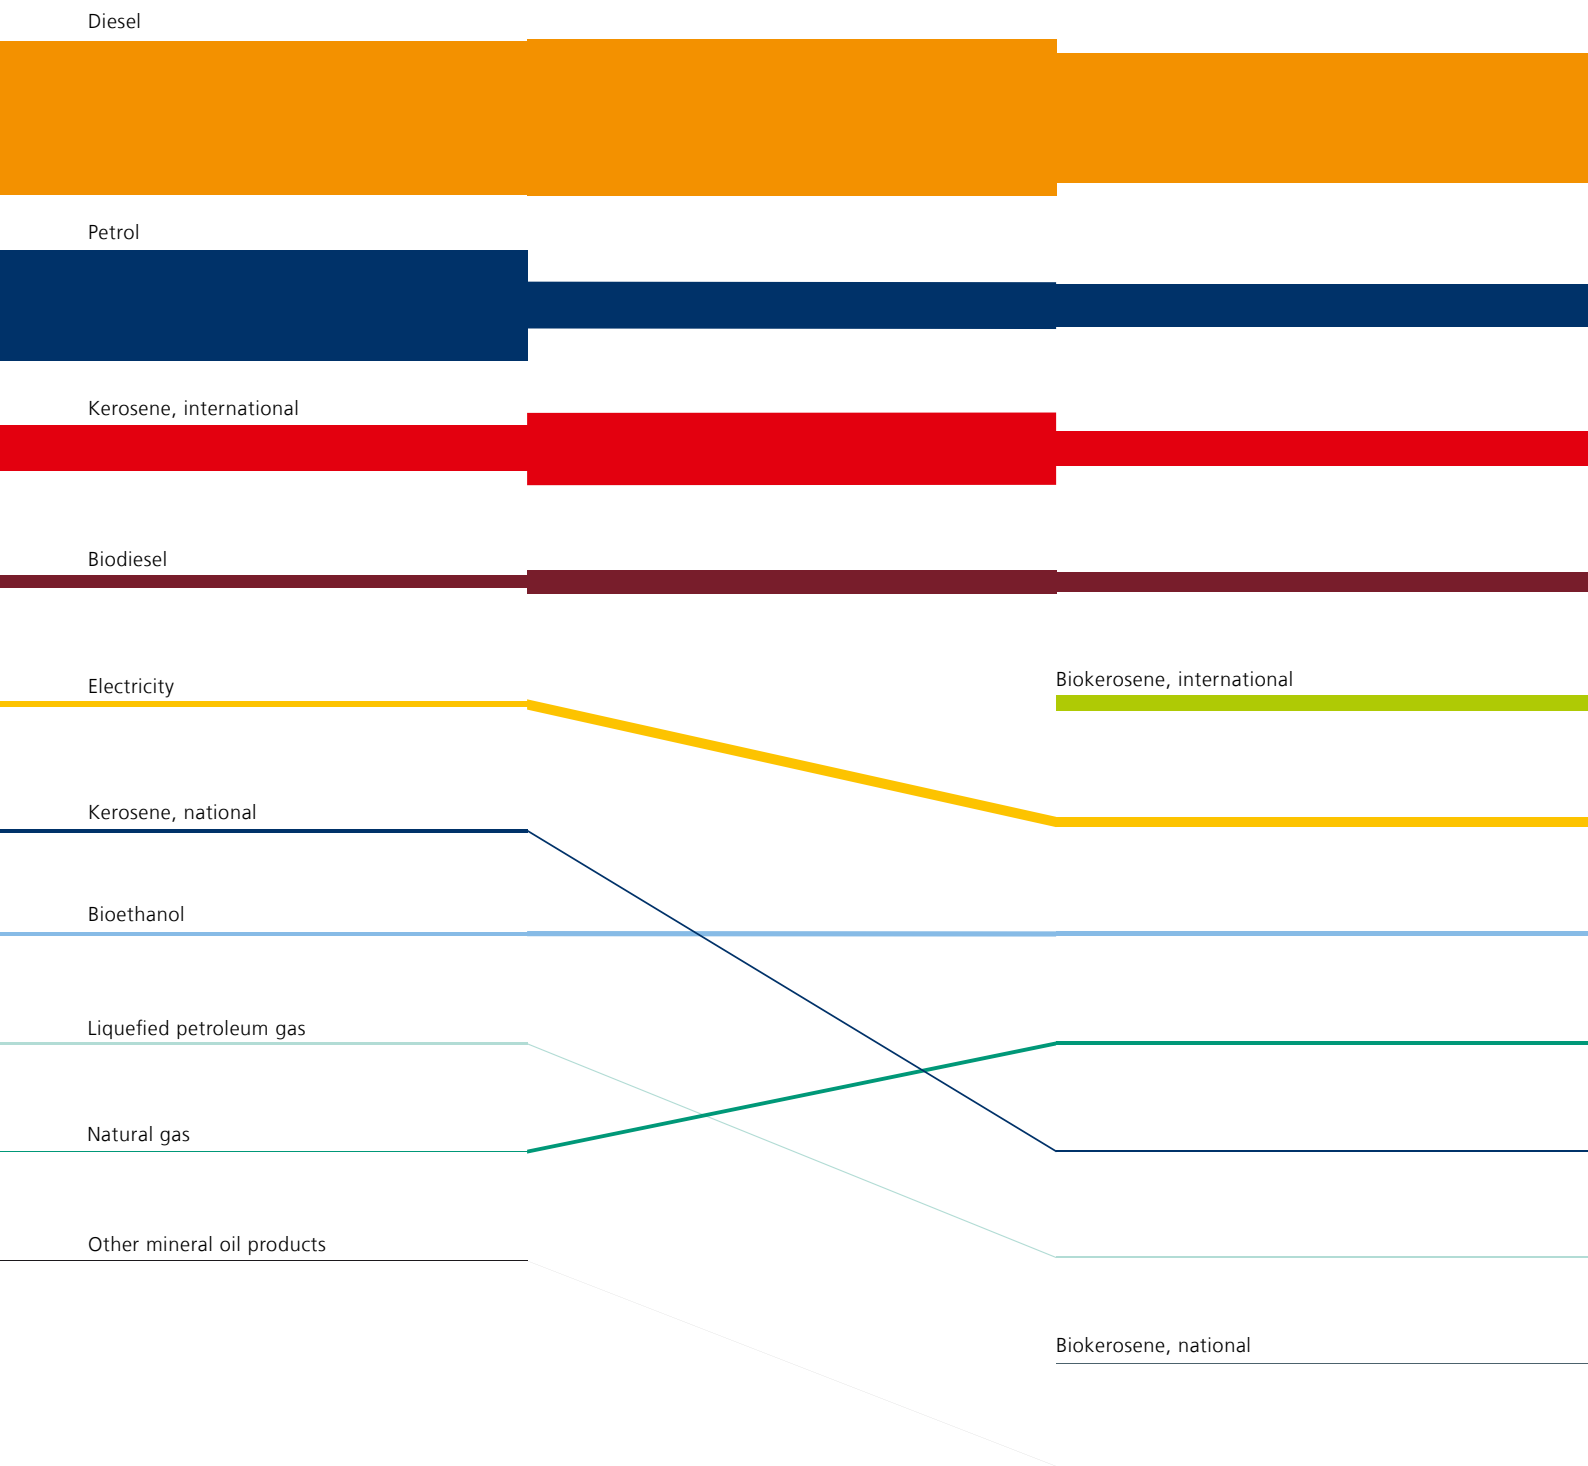 Diesel
Petrol
Kerosene, international
Biodiesel
Electricity
Biokerosene, international
Kerosene, national
Bioethanol
Liquefied petroleum gas
Natural gas
Other mineral oil products
Biokerosene, national